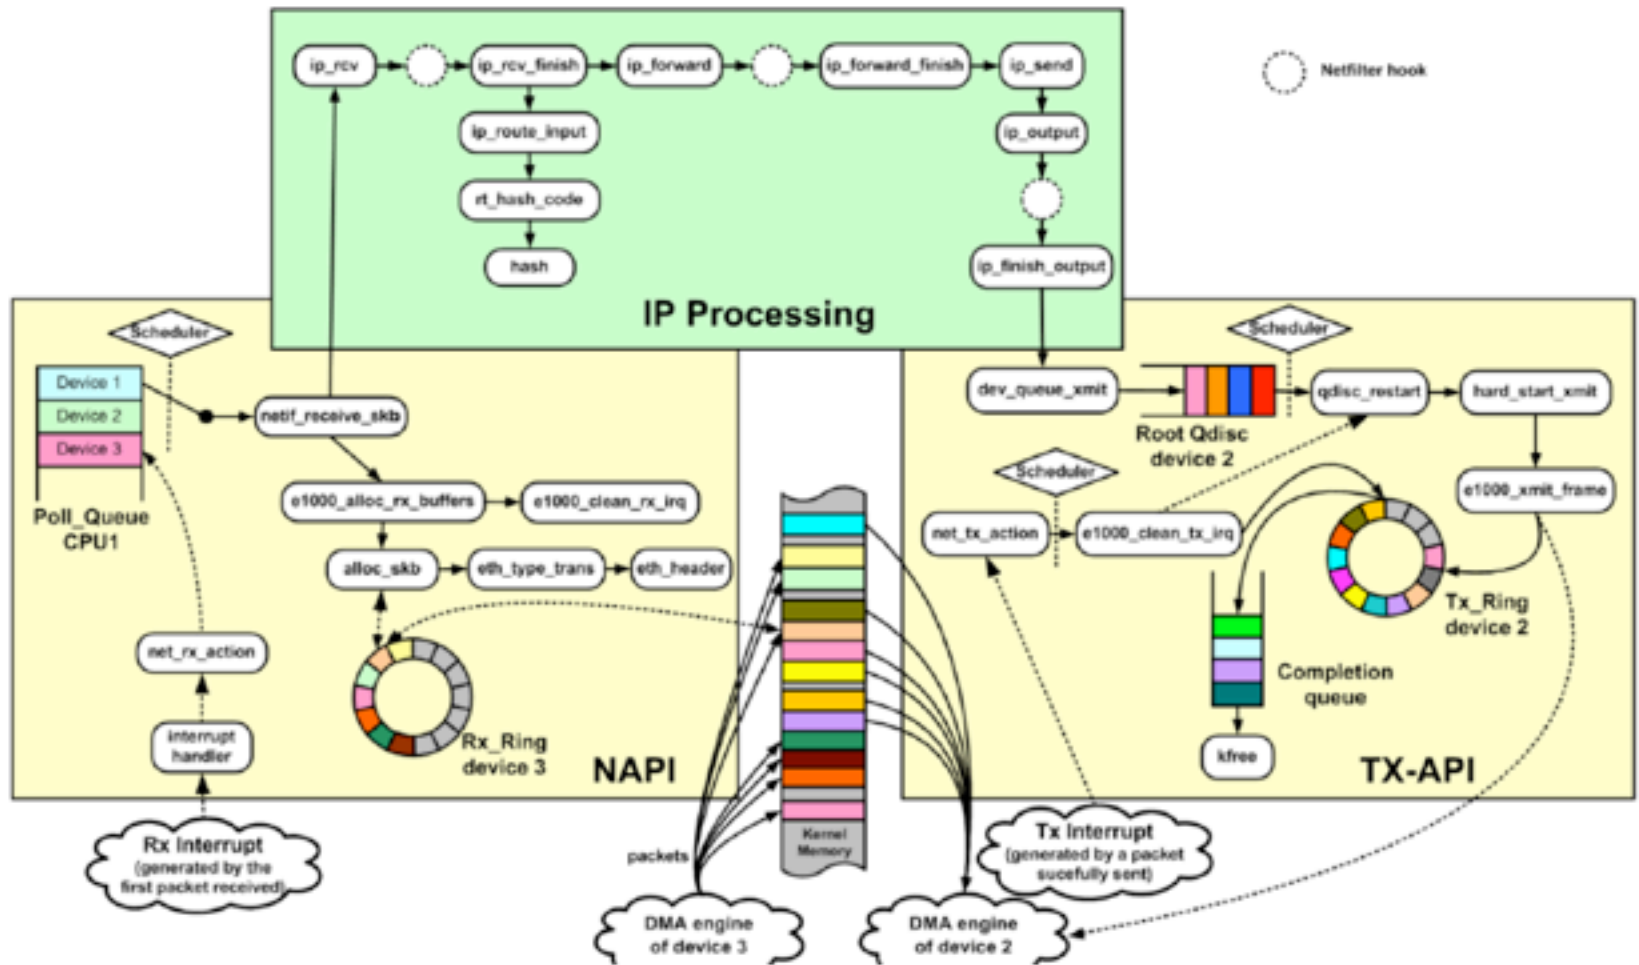 ip_rcv
ip_rcv_finish
ip_forward
ip_forward_finish
ip_send
Netfilter hook
ip_route_input
ip_output
rt_hash_code
hash
ip_finish_output
IP Processing
Scheduler
Device 1
Device 2
Device 3
Poll_Queue
CPU1
netif_receive_skb
e1000_alloc_rx_buffers
e1000_clean_rx_irq
alloc_skb
eth_type_trans
eth_header
net_rx_action
interrupt
handler
Rx_Ring
device 3
NAPI
Rx Interrupt
(generated by the
first packet received)
packets
Kernel
Memory
DMA engine
of device 3
DMA engine
of device 2
Scheduler
dev_queue_xmit
Root Qdisc
device 2
qdisc_restart
hard_start_xmit
Scheduler
net_tx_action
e1000_clean_tx_irq
e1000_xmit_frame
Tx_Ring
device 2
Completion
queue
kfree
TX-API
Tx Interrupt
(generated by a packet
sucefully sent)